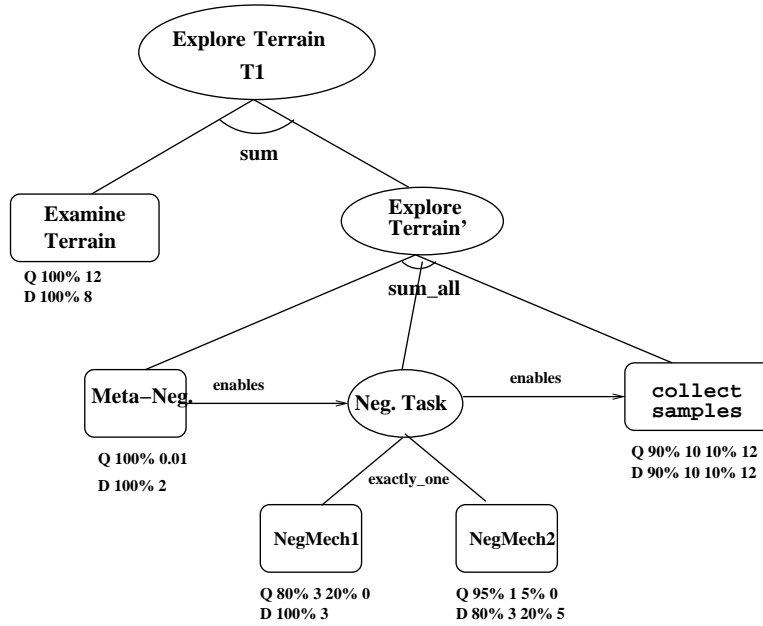 Explore Terrain
T1
sum
Examine
Terrain
Q 100% 12
D 100% 8
Explore
Terrain’
sum_all
Meta−Neg.
enables
Neg. Task
enables
collect
samples
Q 100% 0.01
D 100% 2
Q 90% 10 10% 12
D 90% 10 10% 12
exactly_one
NegMech1
NegMech2
Q 80% 3 20% 0
D 100% 3
Q 95% 1 5% 0
D 80% 3 20% 5